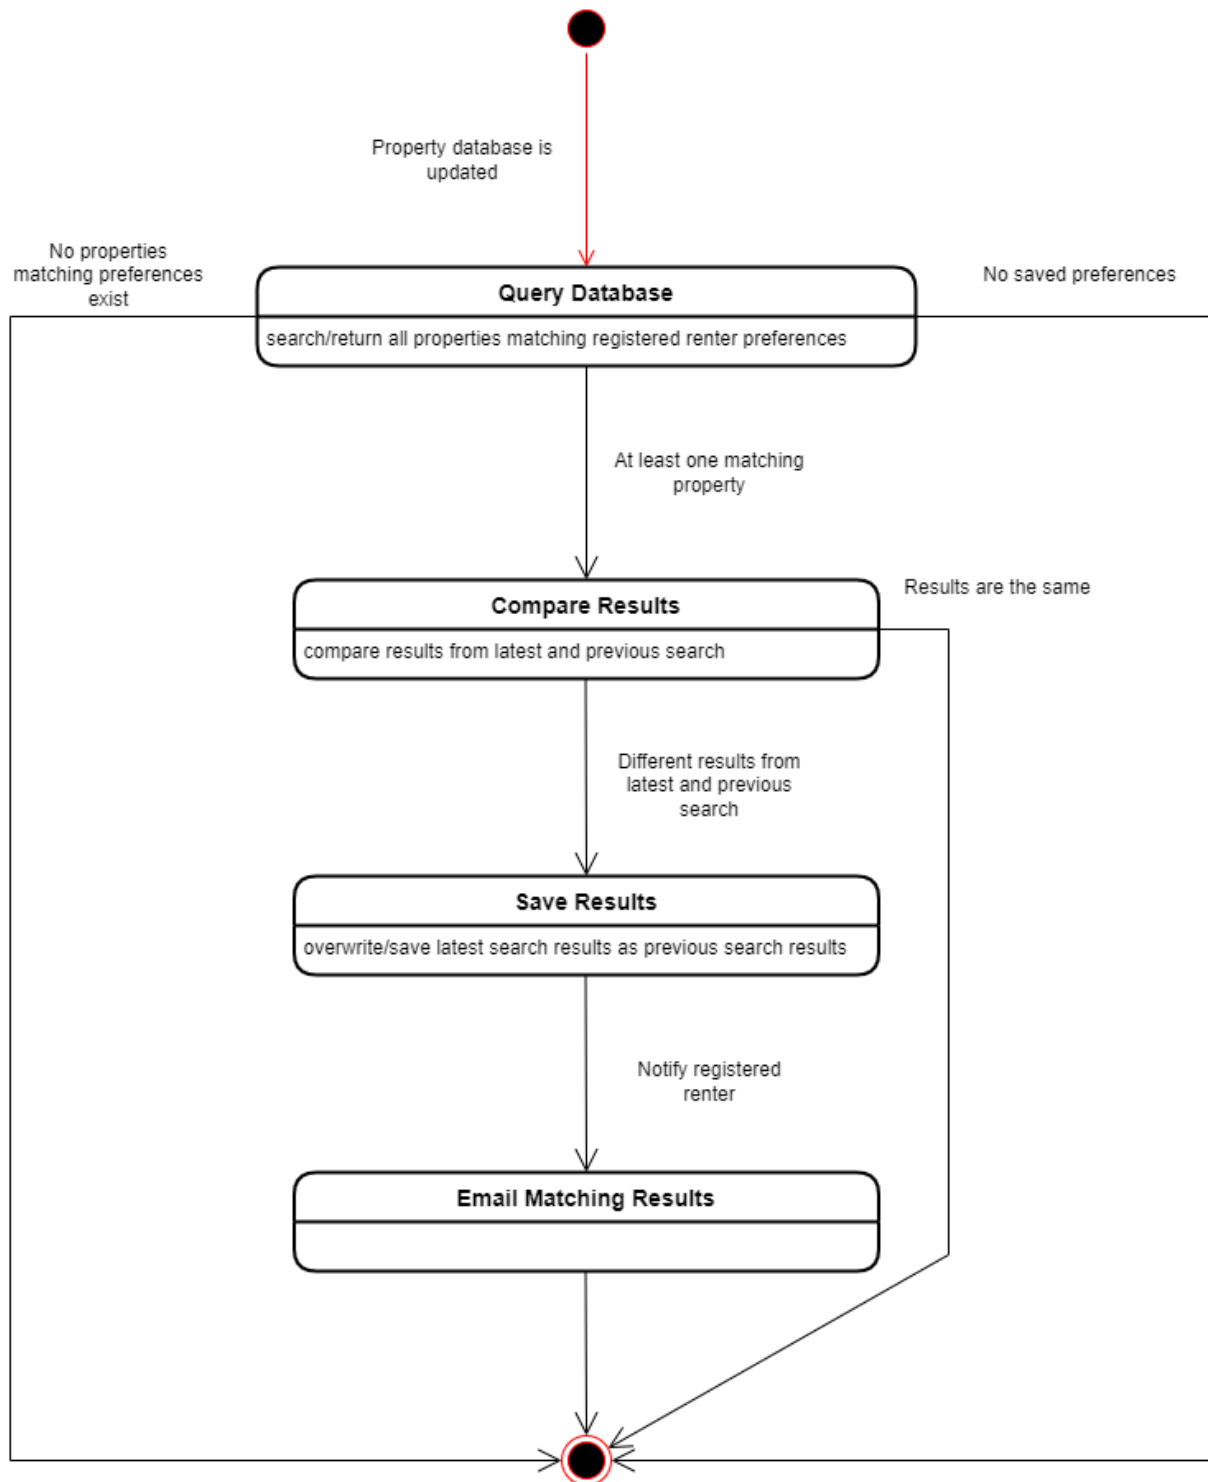 Property database is
updated
No properties
matching preferences
exist
No saved preferences
Query Database
search/return all properties matching registered renter preferences
At least one matching
property
Results are the same
Compare Results
compare results from latest and previous search
Different results from
latest and previous
search
Save Results
overwrite/save latest search results as previous search results
Notify registered
renter
Email Matching Results